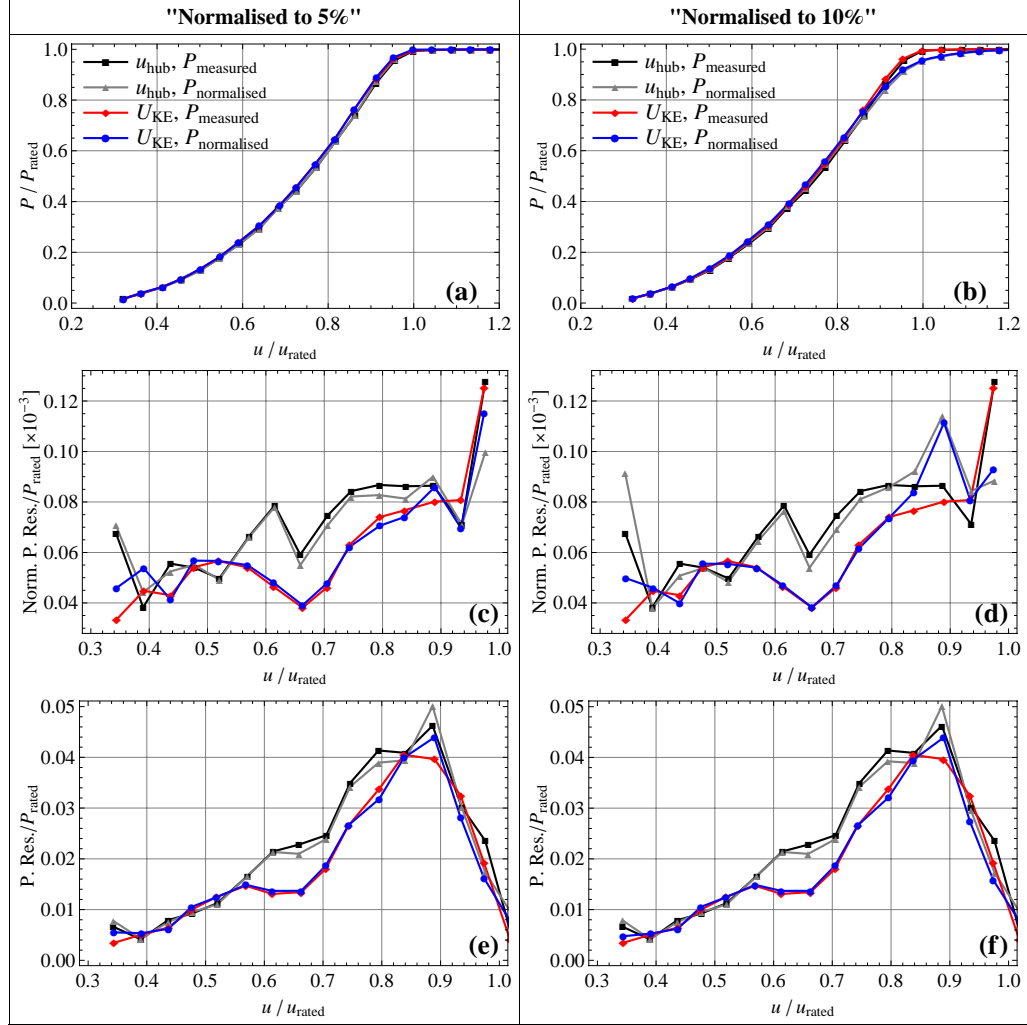 "Normalised to 5%"
"Normalised to 10%"
1.0
0.8
0.6
0.4
0.2
0.0
P / P_rated
u_hub, P_measured
u_hub, P_normalised
U_KE, P_measured
U_KE, P_normalised
(a)
0.2 0.4 0.6 0.8 1.0 1.2
u / u_rated
1.0
0.8
0.6
0.4
0.2
0.0
P / P_rated
u_hub, P_measured
u_hub, P_normalised
U_KE, P_measured
U_KE, P_normalised
(b)
0.2 0.4 0.6 0.8 1.0 1.2
u / u_rated
0.12
0.10
0.08
0.06
0.04
Norm. P. Res./P_rated [×10⁻³]
(c)
0.3 0.4 0.5 0.6 0.7 0.8 0.9 1.0
u / u_rated
0.12
0.10
0.08
0.06
0.04
Norm. P. Res./P_rated [×10⁻³]
(d)
0.3 0.4 0.5 0.6 0.7 0.8 0.9 1.0
u / u_rated
0.05
0.04
0.03
0.02
0.01
0.00
P. Res./P_rated
(e)
0.3 0.4 0.5 0.6 0.7 0.8 0.9 1.0
u / u_rated
0.05
0.04
0.03
0.02
0.01
0.00
P. Res./P_rated
(f)
0.3 0.4 0.5 0.6 0.7 0.8 0.9 1.0
u / u_rated